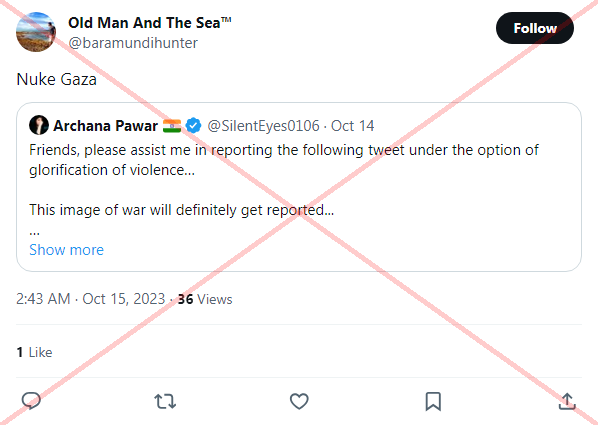 Old Man And The Sea™
@baramundihunter
Follow
Nuke Gaza
Archana Pawar 🇮🇳 @SilentEyes0106 · Oct 14
Friends, please assist me in reporting the following tweet under the option of
glorification of violence...
This image of war will definitely get reported...
...
Show more
2:43 AM · Oct 15, 2023 · 36 Views
1 Like